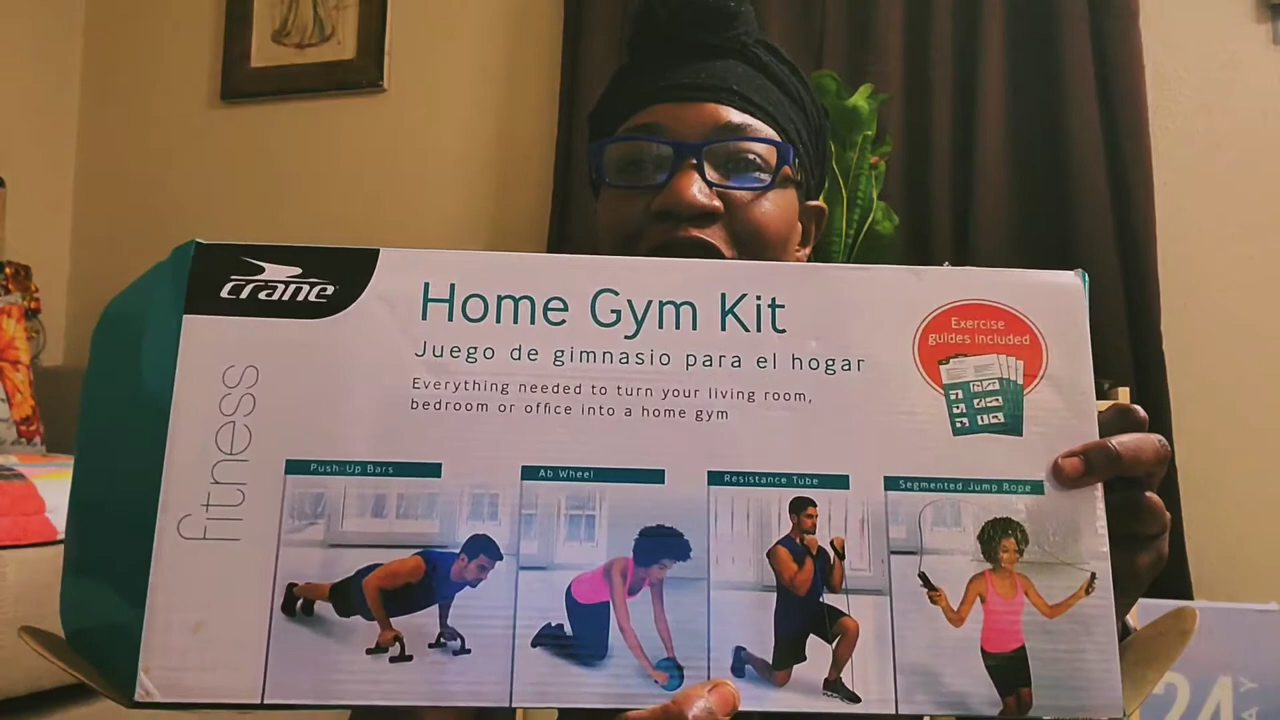 crane
Home Gym Kit
Juego de gimnasio para el hogar
Everything needed to turn your living room,
bedroom or office into a home gym
Exercise
guides included
fitness
Push-Up Bars
Ab Wheel
Resistance Tube
Segmented Jump Rope
24